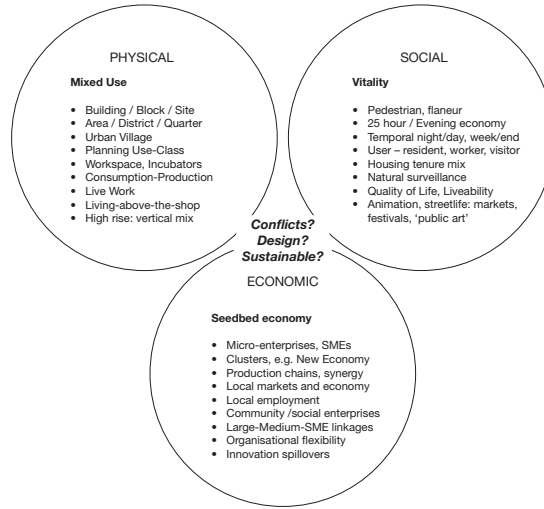 PHYSICAL
Mixed Use
• Building / Block / Site
• Area / District / Quarter
• Urban Village
• Planning Use-Class
• Workspace, Incubators
• Consumption-Production
• Live Work
• Living-above-the-shop
• High rise: vertical mix
SOCIAL
Vitality
• Pedestrian, flaneur
• 25 hour / Evening economy
• Temporal night/day, week/end
• User – resident, worker, visitor
• Housing tenure mix
• Natural surveillance
• Quality of Life, Liveability
• Animation, streetlife: markets,
festivals, ‘public art’
Conflicts?
Design?
Sustainable?
ECONOMIC
Seedbed economy
• Micro-enterprises, SMEs
• Clusters, e.g. New Economy
• Production chains, synergy
• Local markets and economy
• Local employment
• Community /social enterprises
• Large-Medium-SME linkages
• Organisational flexibility
• Innovation spillovers